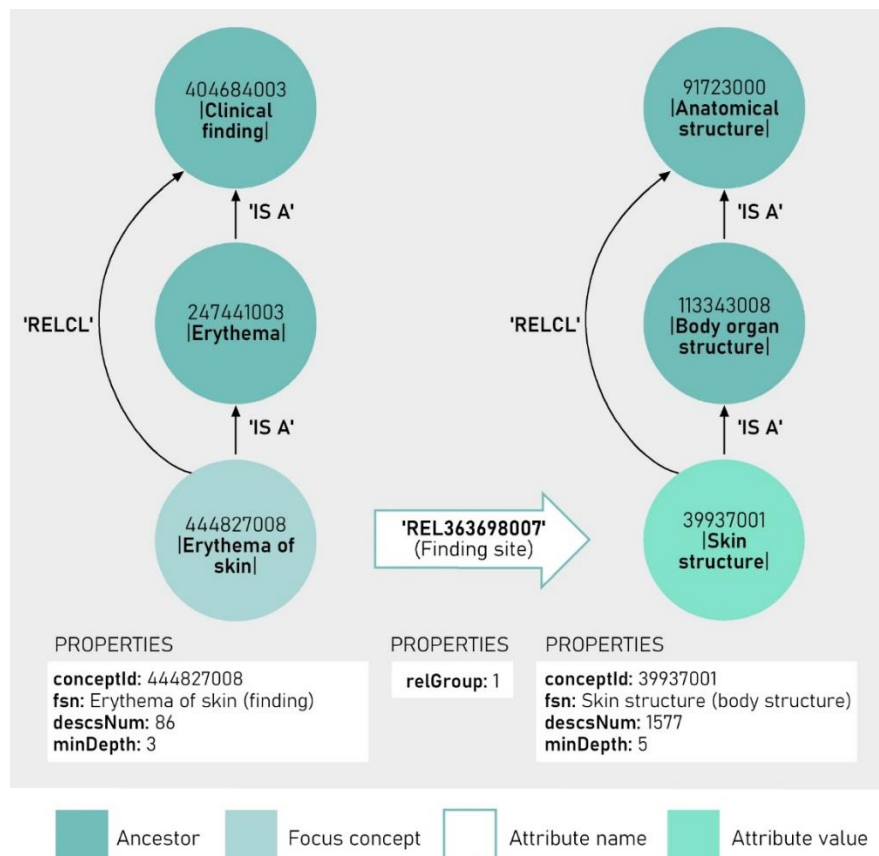 404684003
|Clinical
finding|
'IS A'
247441003
|Erythema|
'RELCL'
'IS A'
444827008
|Erythema of
skin|
91723000
|Anatomical
structure|
'IS A'
113343008
|Body organ
structure|
'RELCL'
'IS A'
39937001
|Skin
structure|
'REL363698007'
(Finding site)
PROPERTIES
conceptId: 444827008
fsn: Erythema of skin (finding)
descsNum: 86
minDepth: 3
PROPERTIES
relGroup: 1
PROPERTIES
conceptId: 39937001
fsn: Skin structure (body structure)
descsNum: 1577
minDepth: 5
Ancestor
Focus concept
Attribute name
Attribute value